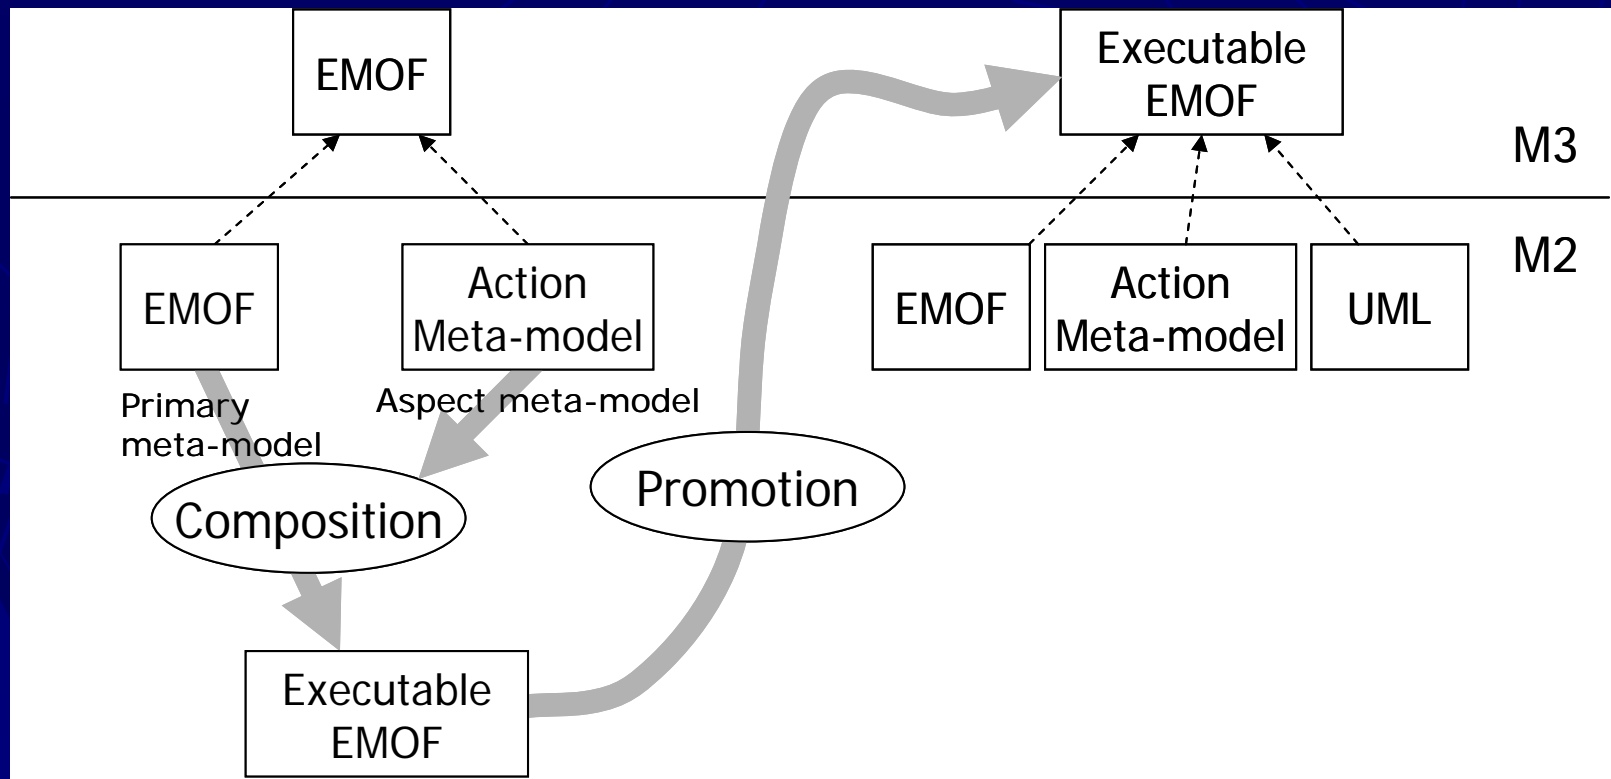 EMOF
Executable
EMOF
M3
M2
EMOF
Action
Meta-model
EMOF
Action
Meta-model
UML
Primary
meta-model
Aspect meta-model
Composition
Promotion
Executable
EMOF